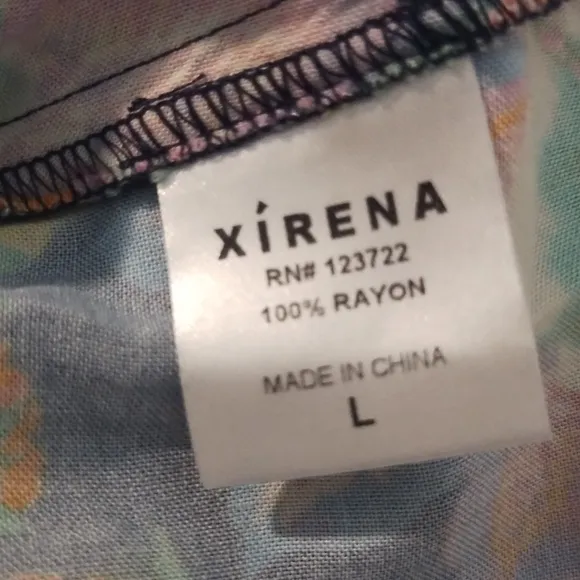 XÍRENA
RN# 123722
100% RAYON
MADE IN CHINA
L